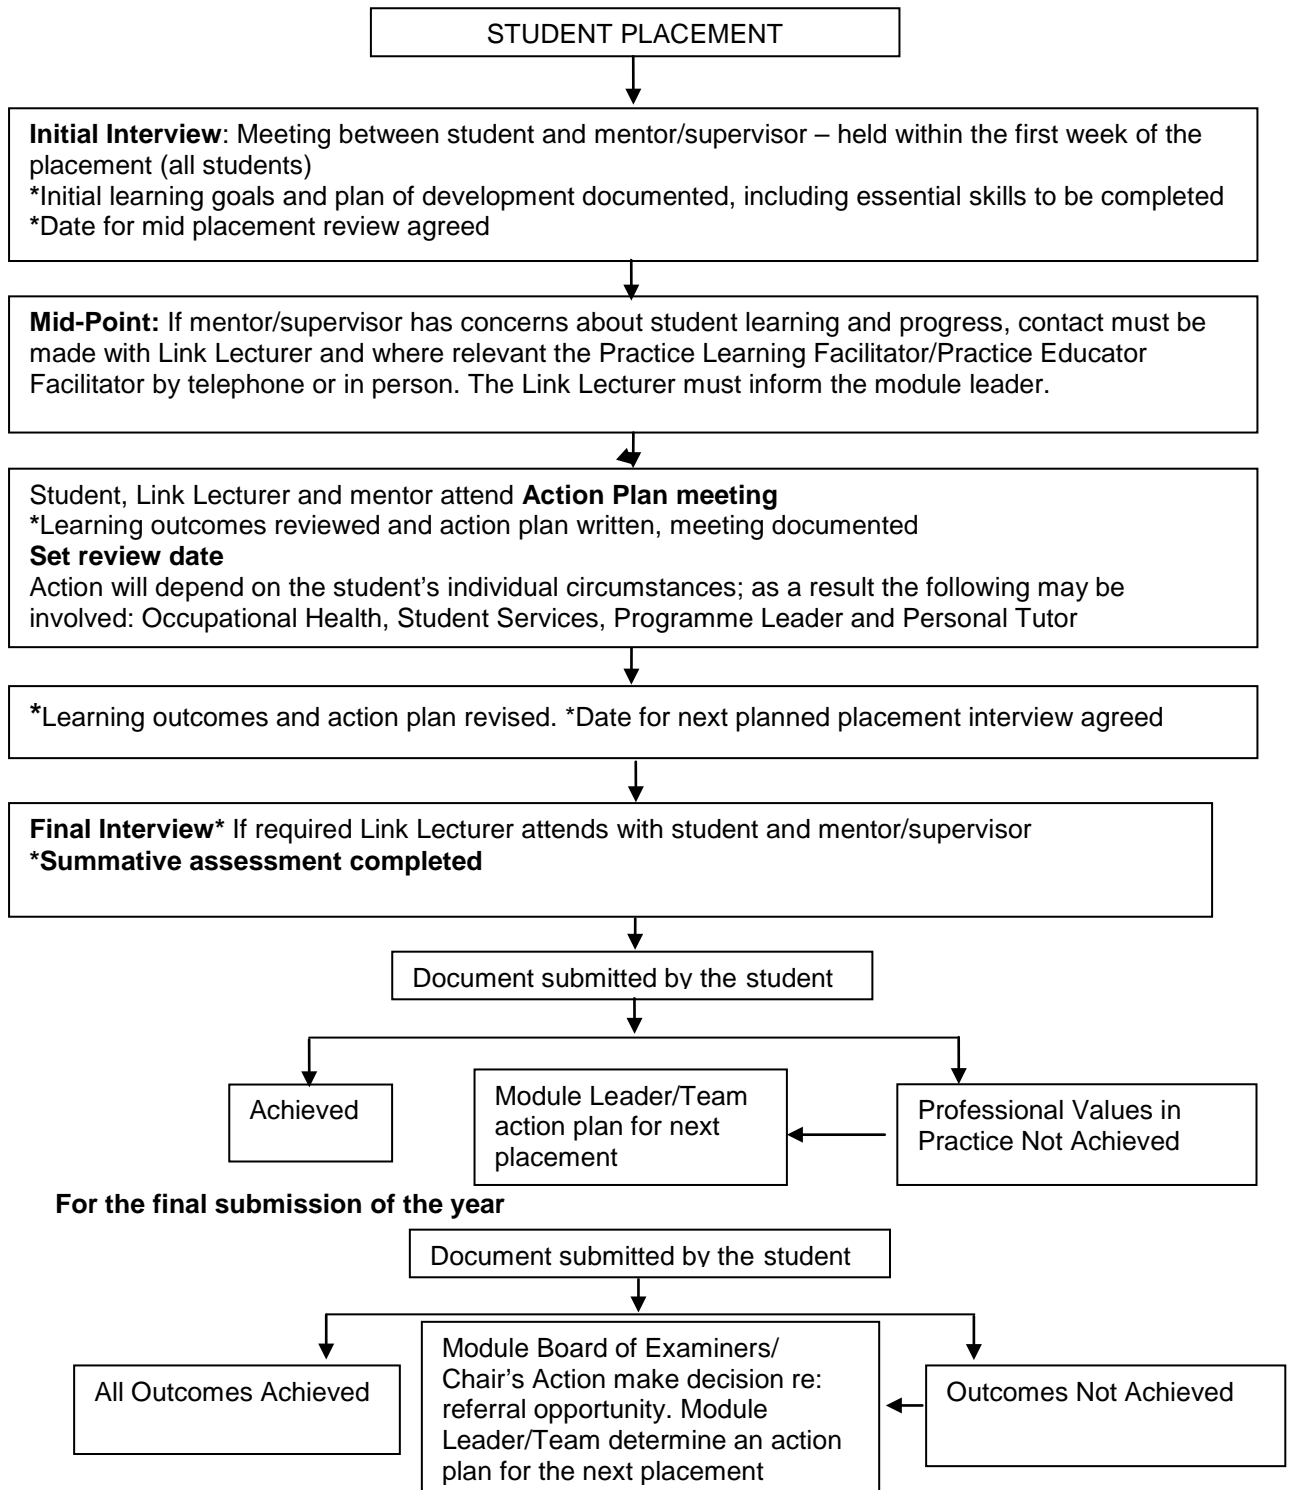 STUDENT PLACEMENT
Initial Interview: Meeting between student and mentor/supervisor – held within the first week of the
placement (all students)
*Initial learning goals and plan of development documented, including essential skills to be completed
*Date for mid placement review agreed
Mid-Point: If mentor/supervisor has concerns about student learning and progress, contact must be
made with Link Lecturer and where relevant the Practice Learning Facilitator/Practice Educator
Facilitator by telephone or in person. The Link Lecturer must inform the module leader.
Student, Link Lecturer and mentor attend Action Plan meeting
*Learning outcomes reviewed and action plan written, meeting documented
Set review date
Action will depend on the student’s individual circumstances; as a result the following may be
involved: Occupational Health, Student Services, Programme Leader and Personal Tutor
*Learning outcomes and action plan revised. *Date for next planned placement interview agreed
Final Interview* If required Link Lecturer attends with student and mentor/supervisor
*Summative assessment completed
Document submitted by the student
Achieved
Module Leader/Team
action plan for next
placement
Professional Values in
Practice Not Achieved
For the final submission of the year
Document submitted by the student
All Outcomes Achieved
Module Board of Examiners/
Chair’s Action make decision re:
referral opportunity. Module
Leader/Team determine an action
plan for the next placement
Outcomes Not Achieved